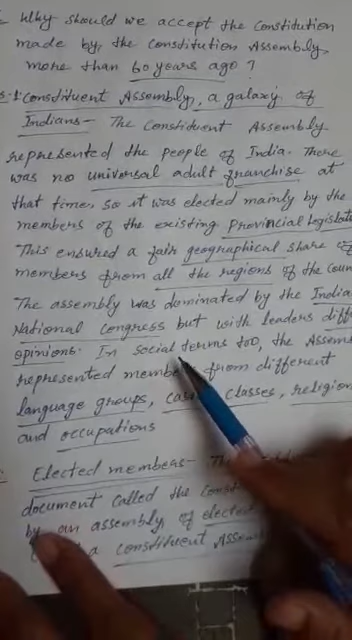 Why should we accept the Constitution
made by, the Constitution Assembly
more than 60 years ago ?
s:1 Constituent Assembly, a galaxy of
Indians - The Constituent Assembly
represented the people of India. There
was no universal adult franchise at
that time, so it was elected mainly by the
members of the existing Provincial Legislat
This ensured a fair geographical share of
members from all the regions of the Coun
The assembly was dominated by the India
National Congress but with leaders diff
opinions. In social terms too, the Assem
represented membe from different
language groups, cas classes, religion
and occupations
Elected members -
document called the Cons
by an assembly, of elected
a Constituent Assem